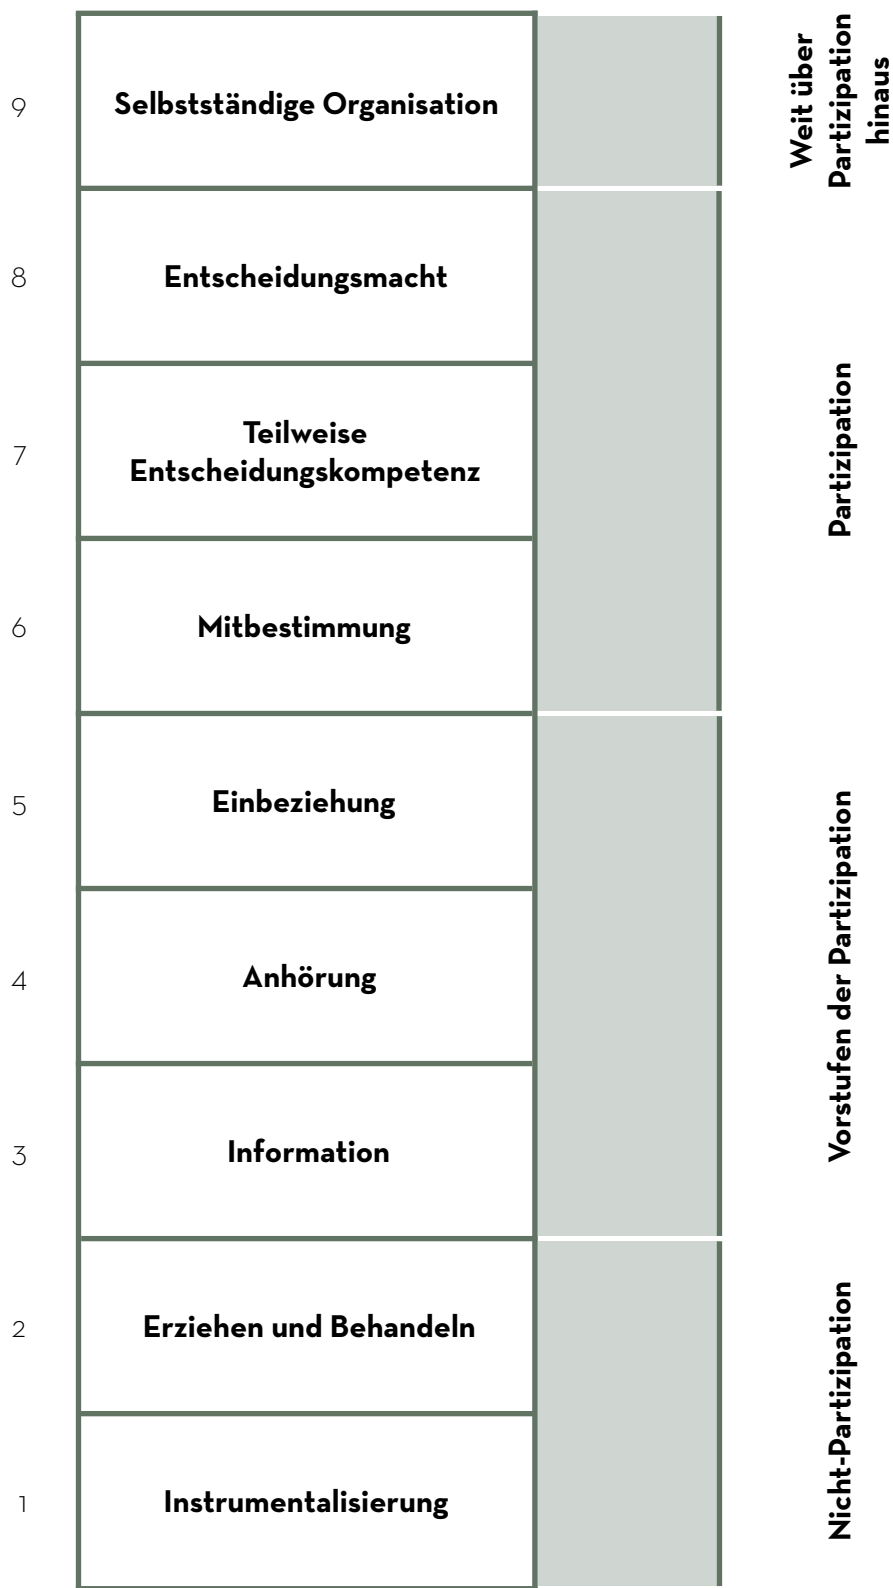 9
Selbstständige Organisation
Weit über
Partizipation
hinaus
8
Entscheidungsmacht
7
Teilweise
Entscheidungskompetenz
Partizipation
6
Mitbestimmung
5
Einbeziehung
4
Anhörung
Vorstufen der Partizipation
3
Information
2
Erziehen und Behandeln
Nicht-Partizipation
1
Instrumentalisierung